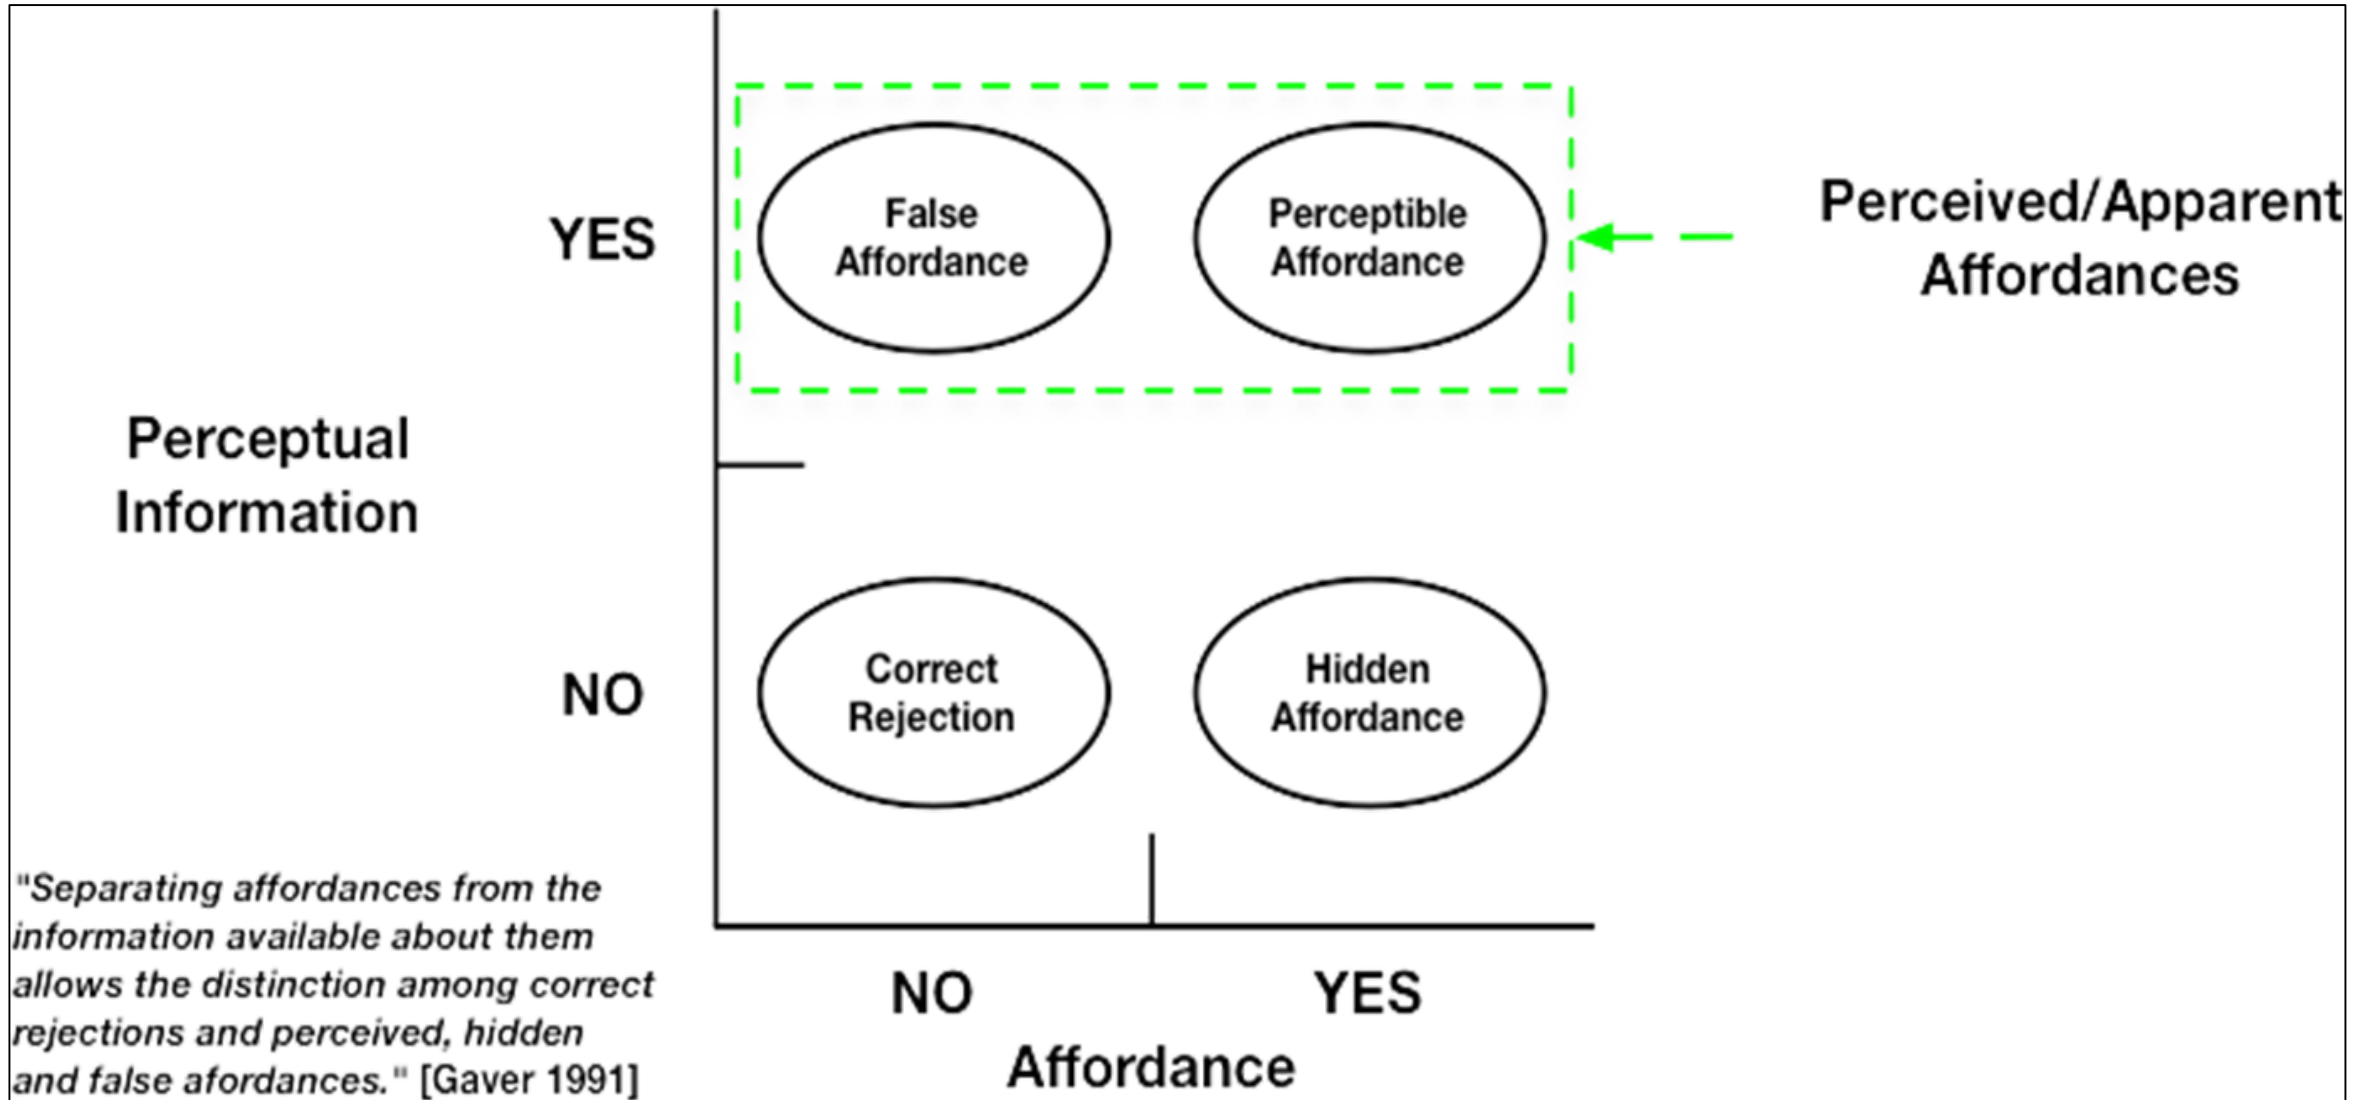 YES
False
Affordance
Perceptible
Affordance
Perceived/Apparent
Affordances
Perceptual
Information
NO
Correct
Rejection
Hidden
Affordance
"Separating affordances from the
information available about them
allows the distinction among correct
rejections and perceived, hidden
and false afordances." [Gaver 1991]
NO
YES
Affordance